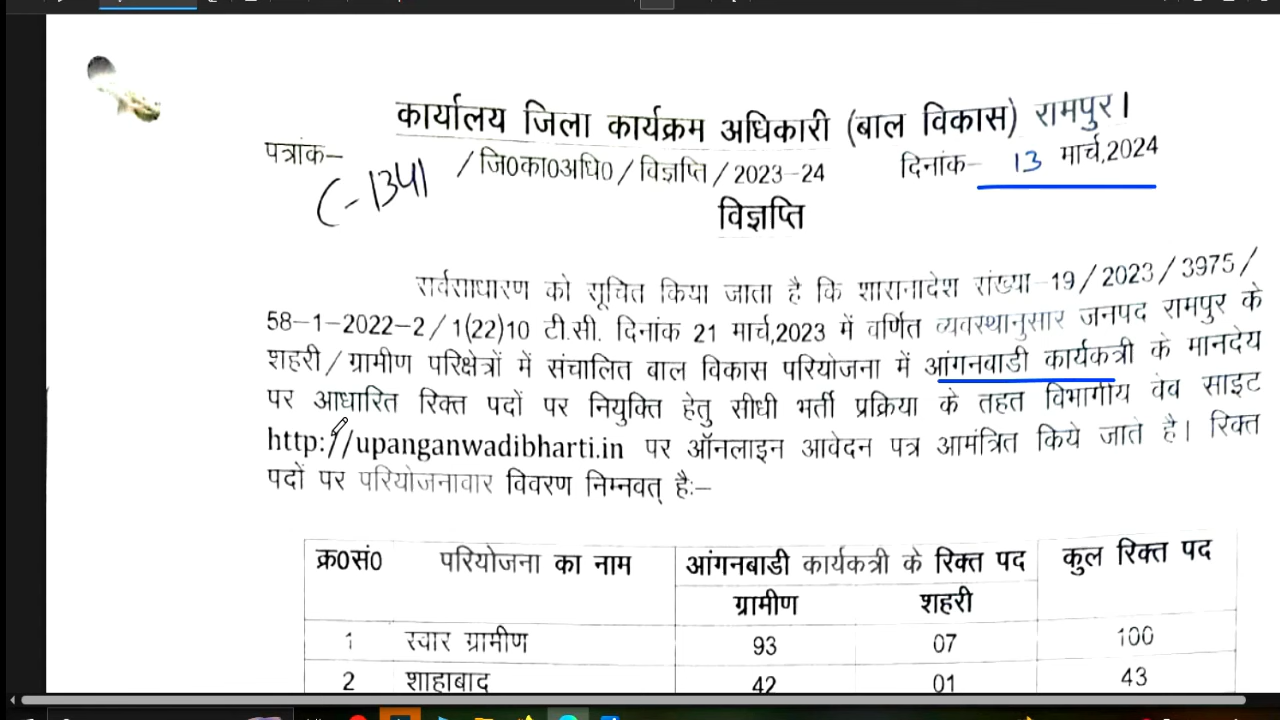 कार्यालय जिला कार्यक्रम अधिकारी (बाल विकास) रामपुर।
पत्रांक- C-1341 /जि0का0अधि0/विज्ञप्ति/2023-24 दिनांक- 13 मार्च,2024
विज्ञप्ति
सर्वसाधारण को सूचित किया जाता है कि शासनादेश संख्या-19/2023/3975/
58-1-2022-2/1(22)10 टी.सी. दिनांक 21 मार्च,2023 में वर्णित व्यवस्थानुसार जनपद रामपुर के
शहरी/ग्रामीण परिक्षेत्रों में संचालित बाल विकास परियोजना में आंगनबाडी कार्यकत्री के मानदेय
पर आधारित रिक्त पदों पर नियुक्ति हेतु सीधी भर्ती प्रक्रिया के तहत विभागीय वेब साइट
http://upanganwadibharti.in पर ऑनलाइन आवेदन पत्र आमंत्रित किये जाते है। रिक्त
पदों पर परियोजनावार विवरण निम्नवत् हैः-
क्र0सं0 परियोजना का नाम आंगनबाडी कार्यकत्री के रिक्त पद कुल रिक्त पद
ग्रामीण शहरी
1 स्वार ग्रामीण 93 07 100
2 शाहाबाद 42 01 43